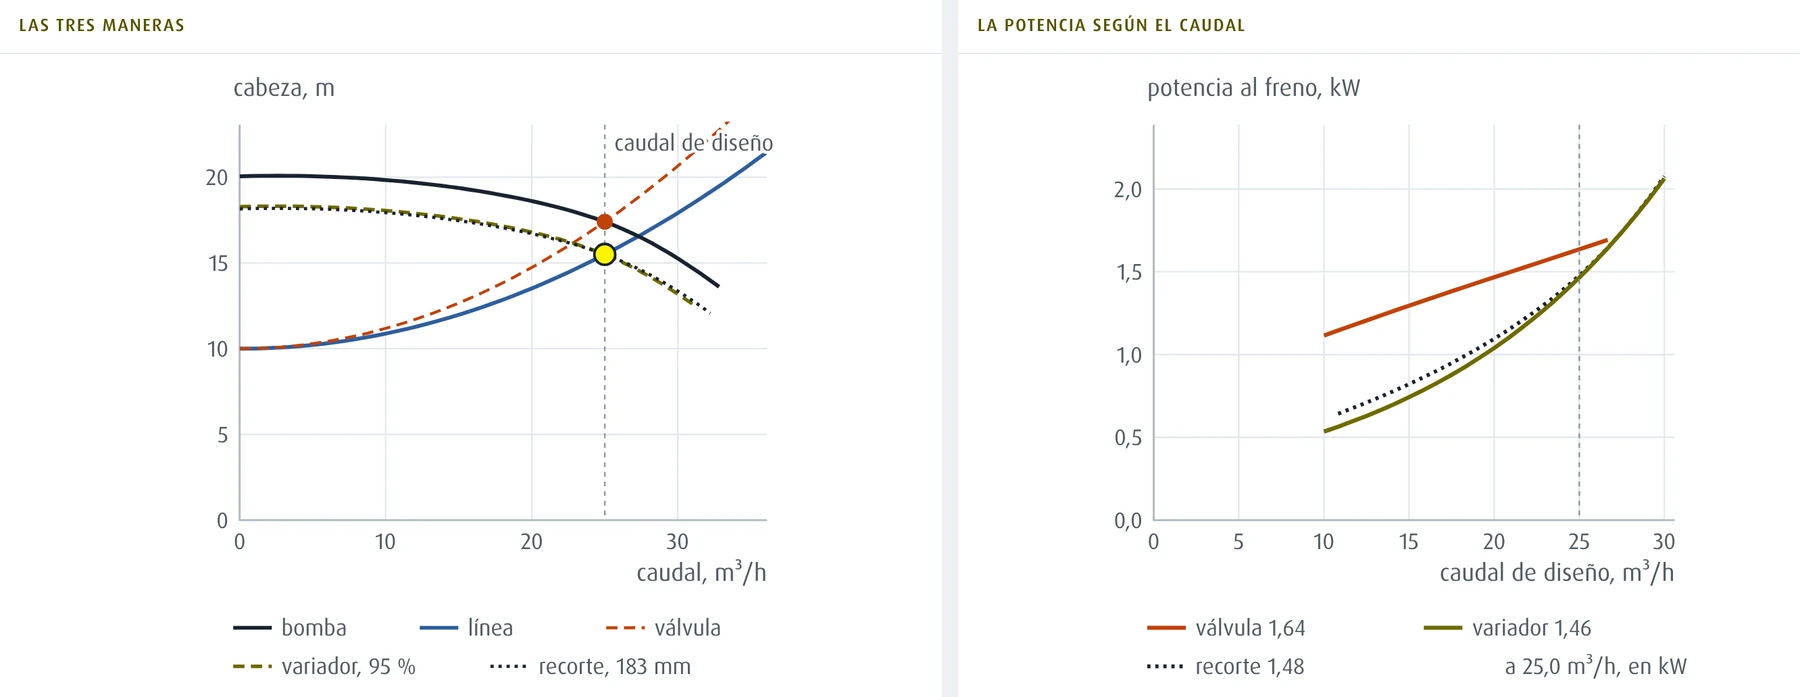 LAS TRES MANERAS
cabeza, m
caudal de diseño
20
15
10
5
0
0 10 20 30
caudal, m³/h
bomba línea válvula
variador, 95 % recorte, 183 mm
LA POTENCIA SEGÚN EL CAUDAL
potencia al freno, kW
2,0
1,5
1,0
0,5
0,0
0 5 10 15 20 25 30
caudal de diseño, m³/h
válvula 1,64 variador 1,46
recorte 1,48 a 25,0 m³/h, en kW